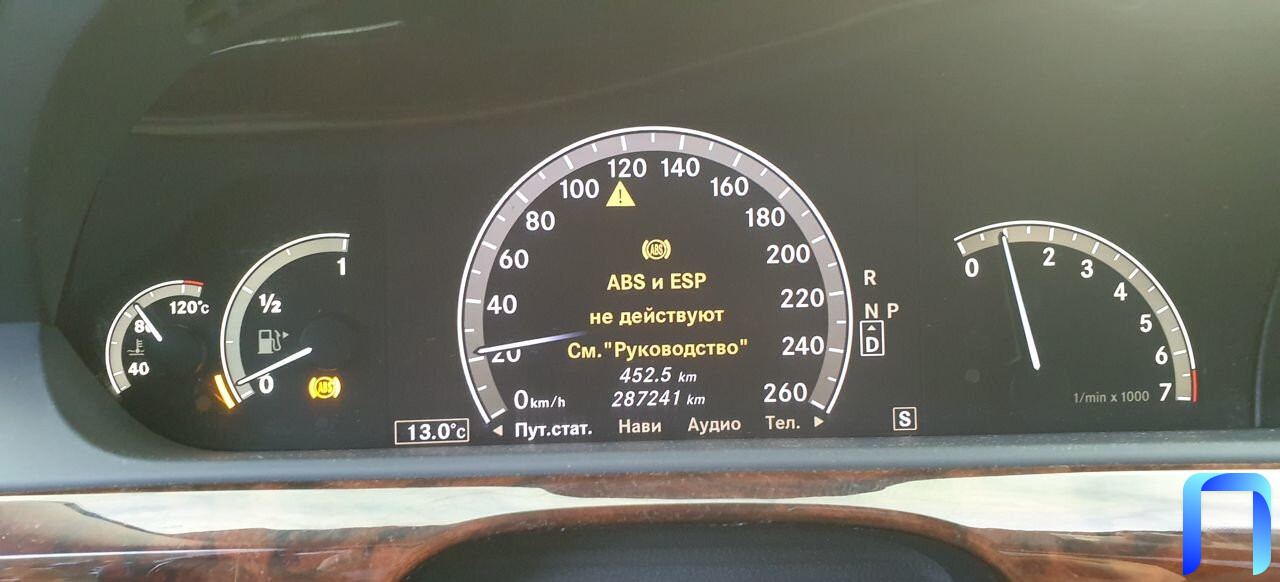 120°c
80
40
1
1/2
0
ABS
0
20
40
60
80
100
120
140
160
180
200
220
240
260
km/h
ABS
ABS и ESP
не действуют
См."Руководство"
452.5 km
287241 km
13.0°c
Пут.стат. Нави Аудио Тел.
R
N P
D
S
0
2
3
4
5
6
7
1/min x 1000